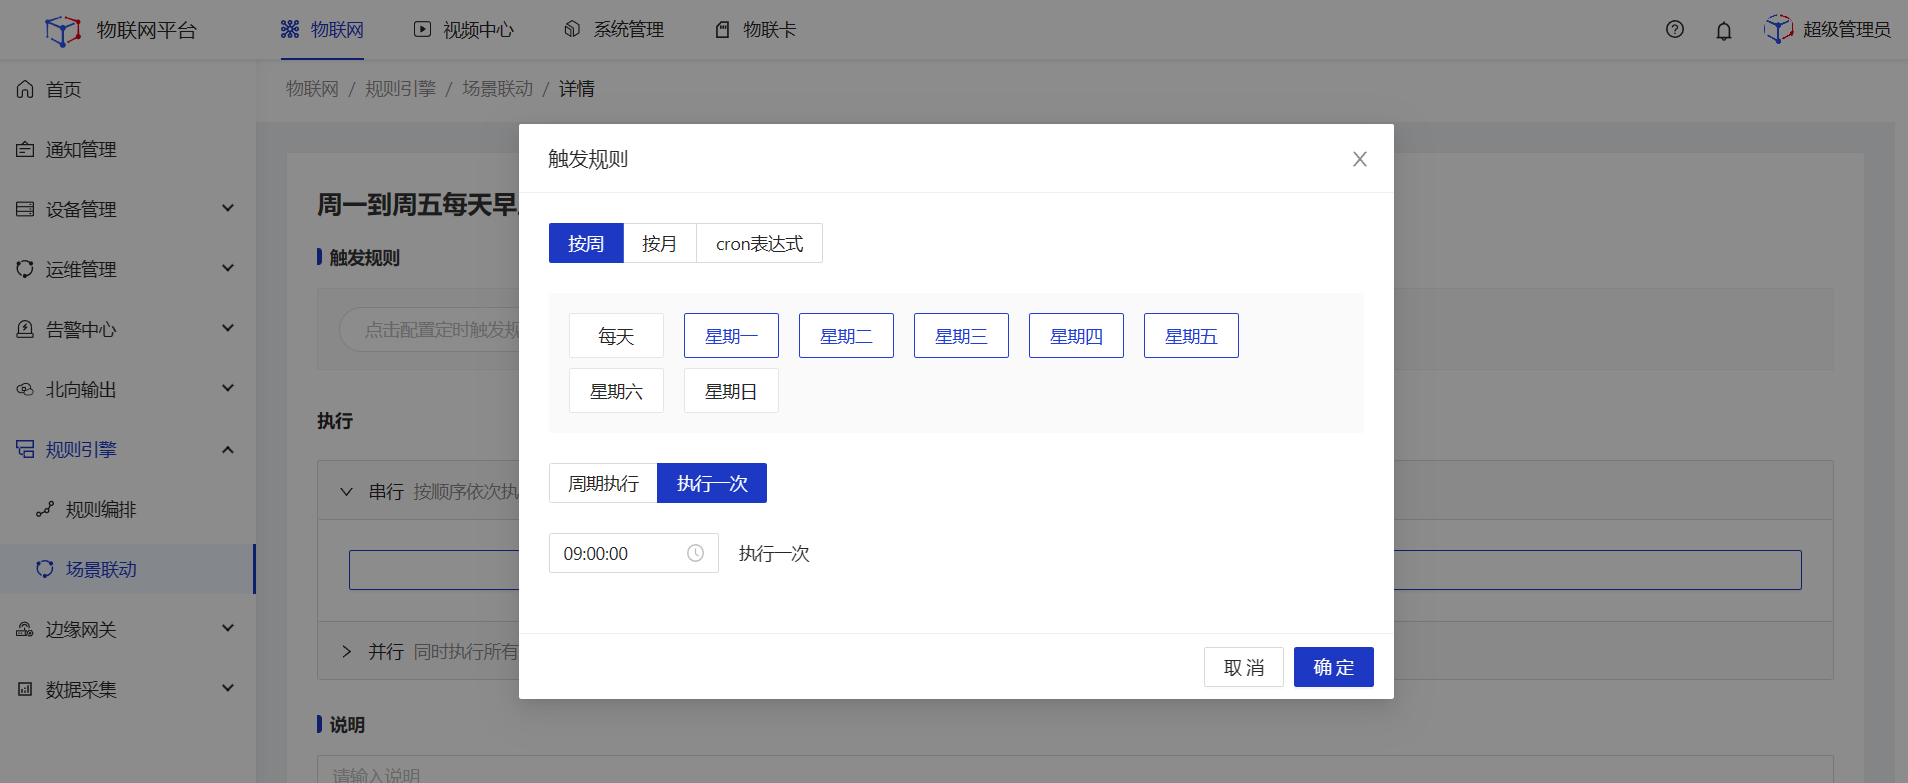 物联网平台 物联网 视频中心 系统管理 物联卡 超级管理员
首页
通知管理
设备管理
运维管理
告警中心
北向输出
规则引擎
规则编排
场景联动
边缘网关
数据采集
物联网 / 规则引擎 / 场景联动 / 详情
周一到周五每天早
触发规则
点击配置定时触发规
执行
串行 按顺序依次执
并行 同时执行所有
说明
请输入说明
触发规则
按周 按月 cron表达式
每天 星期一 星期二 星期三 星期四 星期五
星期六 星期日
周期执行 执行一次
09:00:00 执行一次
取 消 确 定